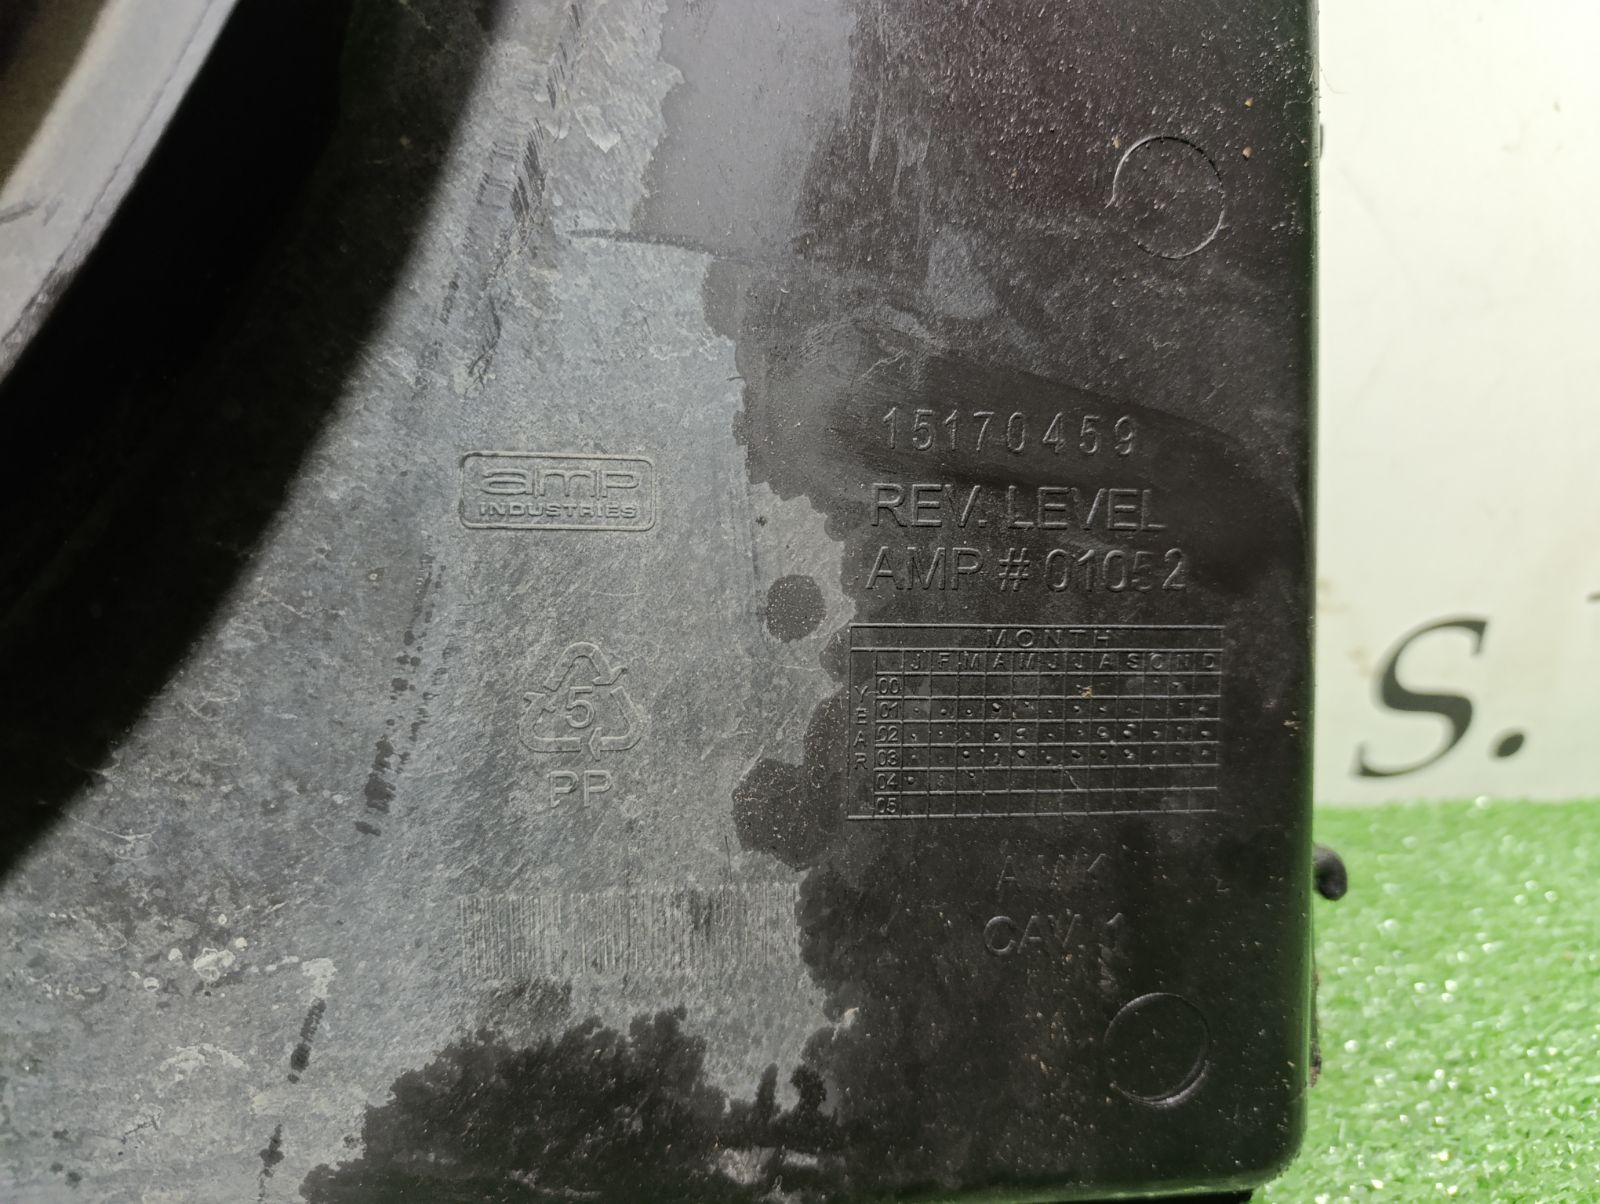 15170459
amp
INDUSTRIES
REV. LEVEL
AMP # 01052
MONTH
J F M A M J J A S O N D
YEAR
00
01
02
03
04
05
5
PP
CAV. 1
S.